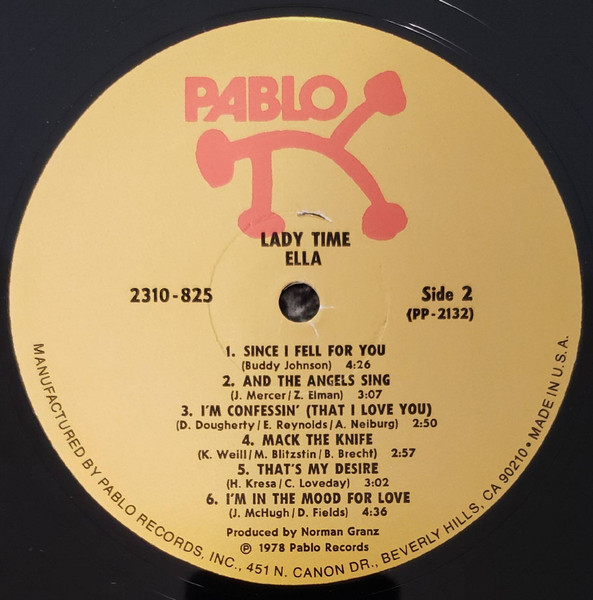 PABLO
LADY TIME
ELLA
2310-825
Side 2
(PP-2132)
1. SINCE I FELL FOR YOU
(Buddy Johnson) 4:26
2. AND THE ANGELS SING
(J. Mercer/Z. Elman) 3:07
3. I'M CONFESSIN' (THAT I LOVE YOU)
(D. Dougherty/E. Reynolds/A. Neiburg) 2:50
4. MACK THE KNIFE
(K. Weill/M. Blitzstin/B. Brecht) 2:57
5. THAT'S MY DESIRE
(H. Kresa/C. Loveday) 3:02
6. I'M IN THE MOOD FOR LOVE
(J. McHugh/D. Fields) 4:36
Produced by Norman Granz
℗ 1978 Pablo Records
MANUFACTURED BY PABLO RECORDS. INC., 451 N. CANON DR., BEVERLY HILLS, CA 90210 • MADE IN U.S.A.